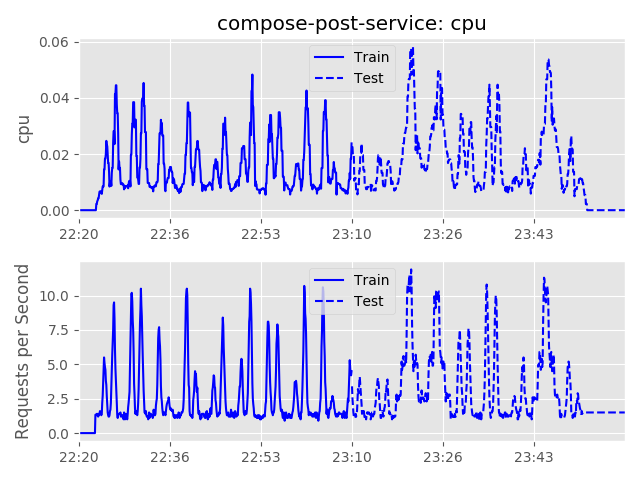 compose-post-service: cpu
0.06
0.04
0.02
0.00
cpu
Train
Test
22:20 22:36 22:53 23:10 23:26 23:43
10.0
7.5
5.0
2.5
0.0
Requests per Second
Train
Test
22:20 22:36 22:53 23:10 23:26 23:43